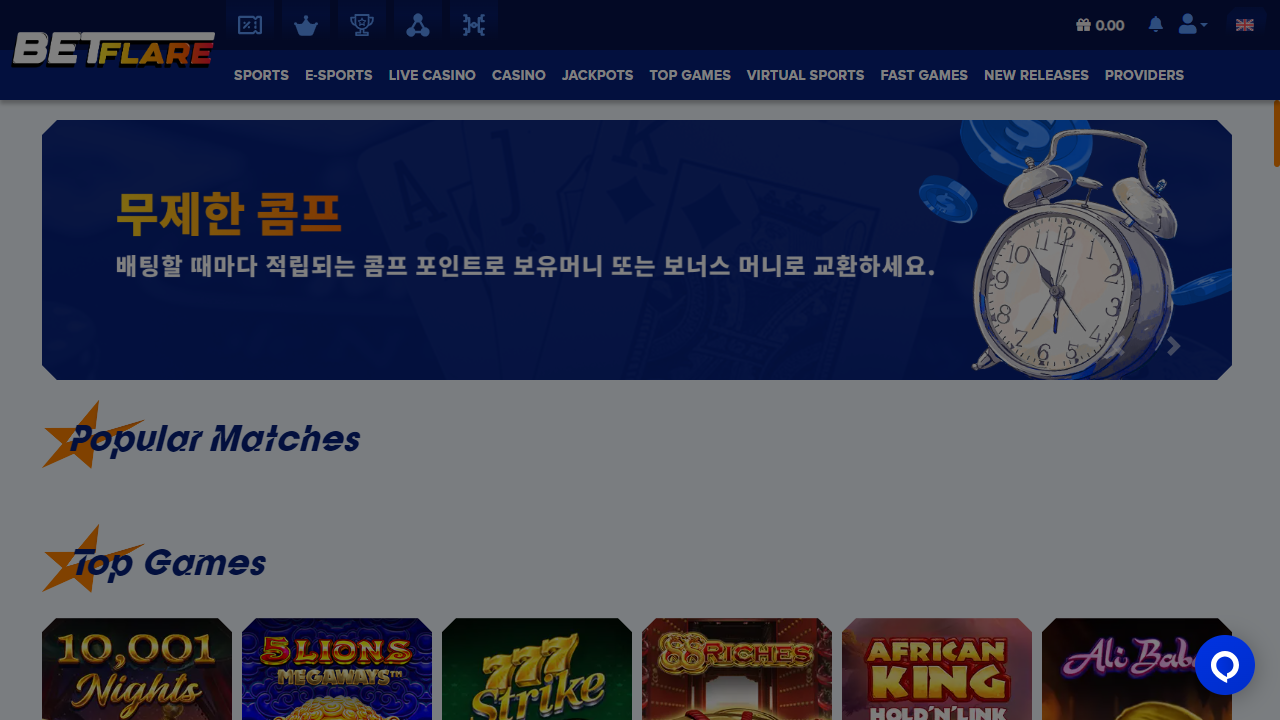 BETFLARE
0.00
SPORTS E-SPORTS LIVE CASINO CASINO JACKPOTS TOP GAMES VIRTUAL SPORTS FAST GAMES NEW RELEASES PROVIDERS
무제한 콤프
배팅할 때마다 적립되는 콤프 포인트로 보유머니 또는 보너스 머니로 교환하세요.
Popular Matches
Top Games
10,001
Nights
5 LIONS
MEGAWAYS™
777
Strike
88 RICHES
AFRICAN
KING
HOLD'N'LINK
Ali Baba